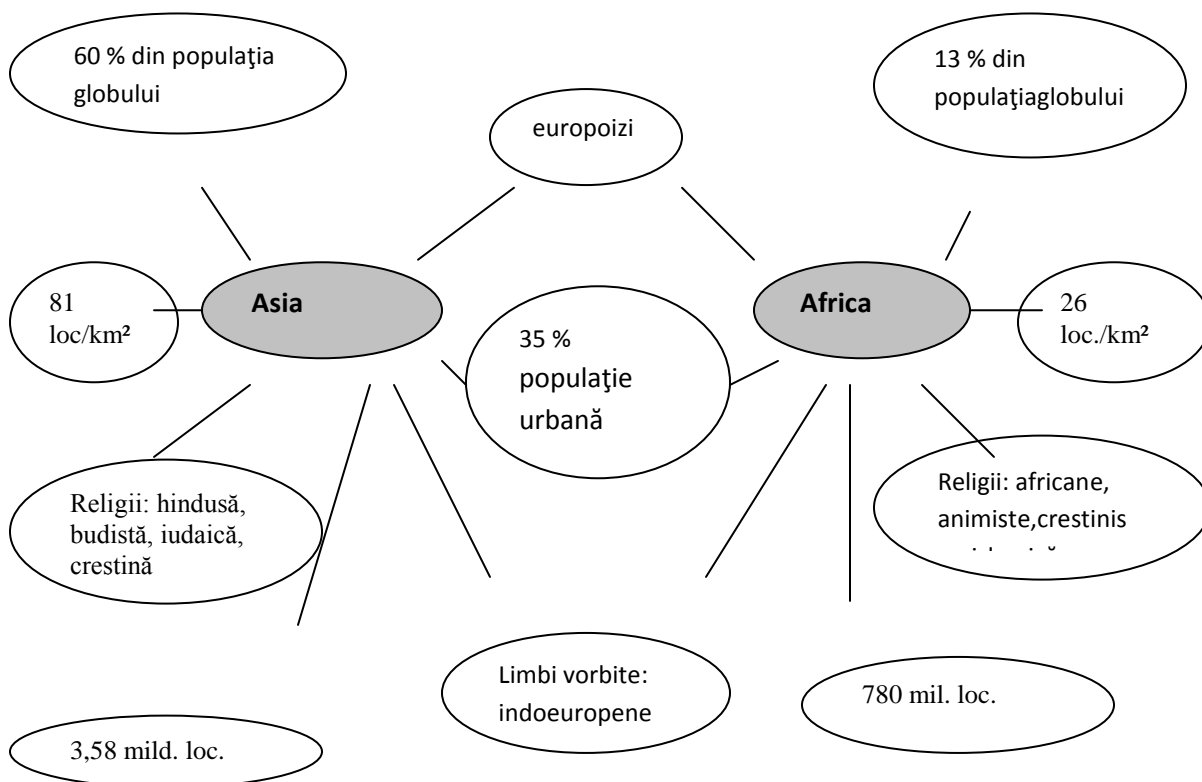 60 % din populaţia
globului
13 % din
populaţiaglobului
europoizi
81
loc/km²
Asia
35 %
populaţie
urbană
Africa
26
loc./km²
Religii: hindusă,
budistă, iudaică,
crestină
Religii: africane,
animiste,crestinis
Limbi vorbite:
indoeuropene
780 mil. loc.
3,58 mild. loc.